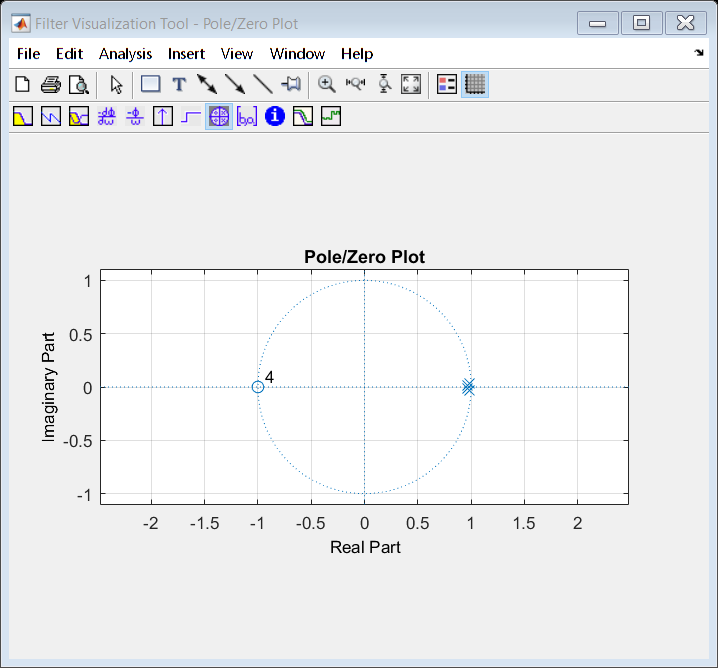 Filter Visualization Tool - Pole/Zero Plot
File Edit Analysis Insert View Window Help
Pole/Zero Plot
Imaginary Part
1
0.5
0
-0.5
-1
4
-2 -1.5 -1 -0.5 0 0.5 1 1.5 2
Real Part